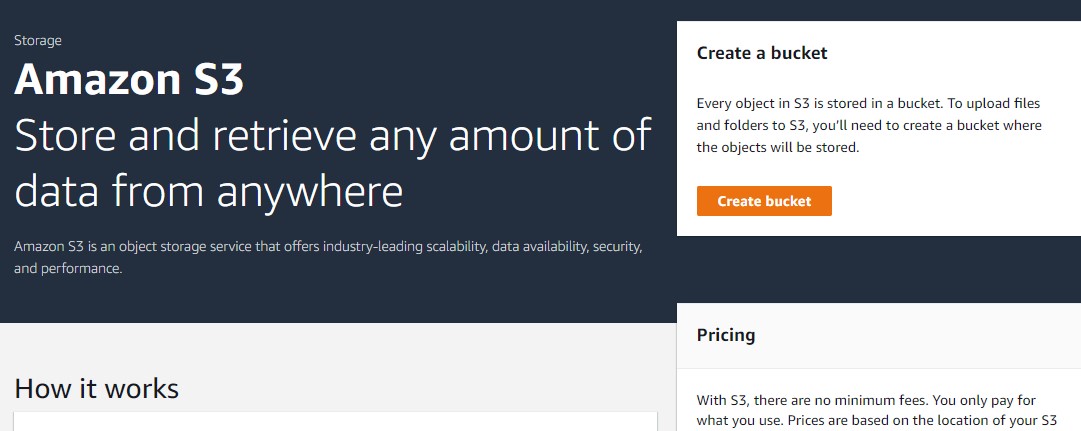 Storage
Amazon S3
Store and retrieve any amount of
data from anywhere
Amazon S3 is an object storage service that offers industry-leading scalability, data availability, security,
and performance.
How it works
Create a bucket
Every object in S3 is stored in a bucket. To upload files
and folders to S3, you’ll need to create a bucket where
the objects will be stored.
Create bucket
Pricing
With S3, there are no minimum fees. You only pay for
what you use. Prices are based on the location of your S3